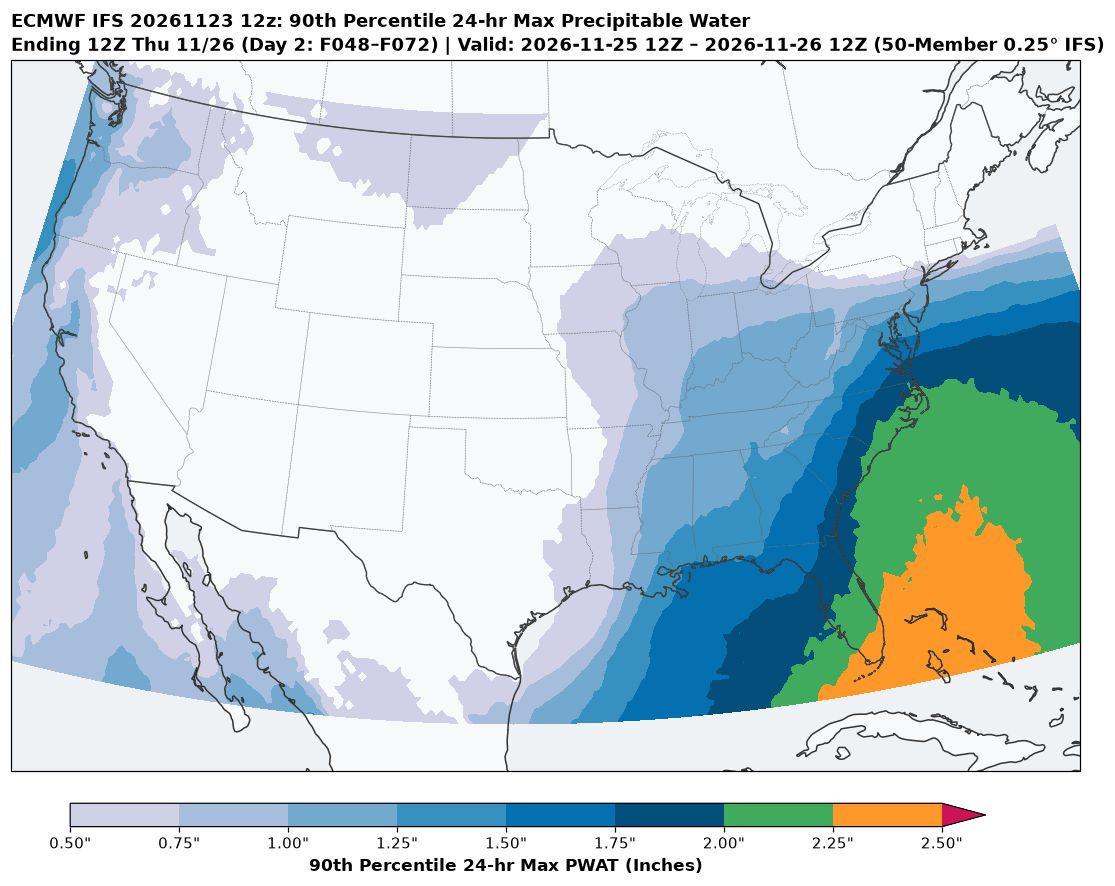 ECMWF IFS 20261123 12z: 90th Percentile 24-hr Max Precipitable Water
Ending 12Z Thu 11/26 (Day 2: F048–F072) | Valid: 2026-11-25 12Z – 2026-11-26 12Z (50-Member 0.25° IFS)
0.50" 0.75" 1.00" 1.25" 1.50" 1.75" 2.00" 2.25" 2.50"
90th Percentile 24-hr Max PWAT (Inches)